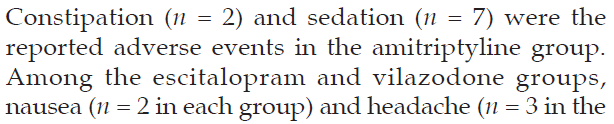 Constipation (n = 2) and sedation (n = 7) were the
reported adverse events in the amitriptyline group.
Among the escitalopram and vilazodone groups,
nausea (n = 2 in each group) and headache (n = 3 in the